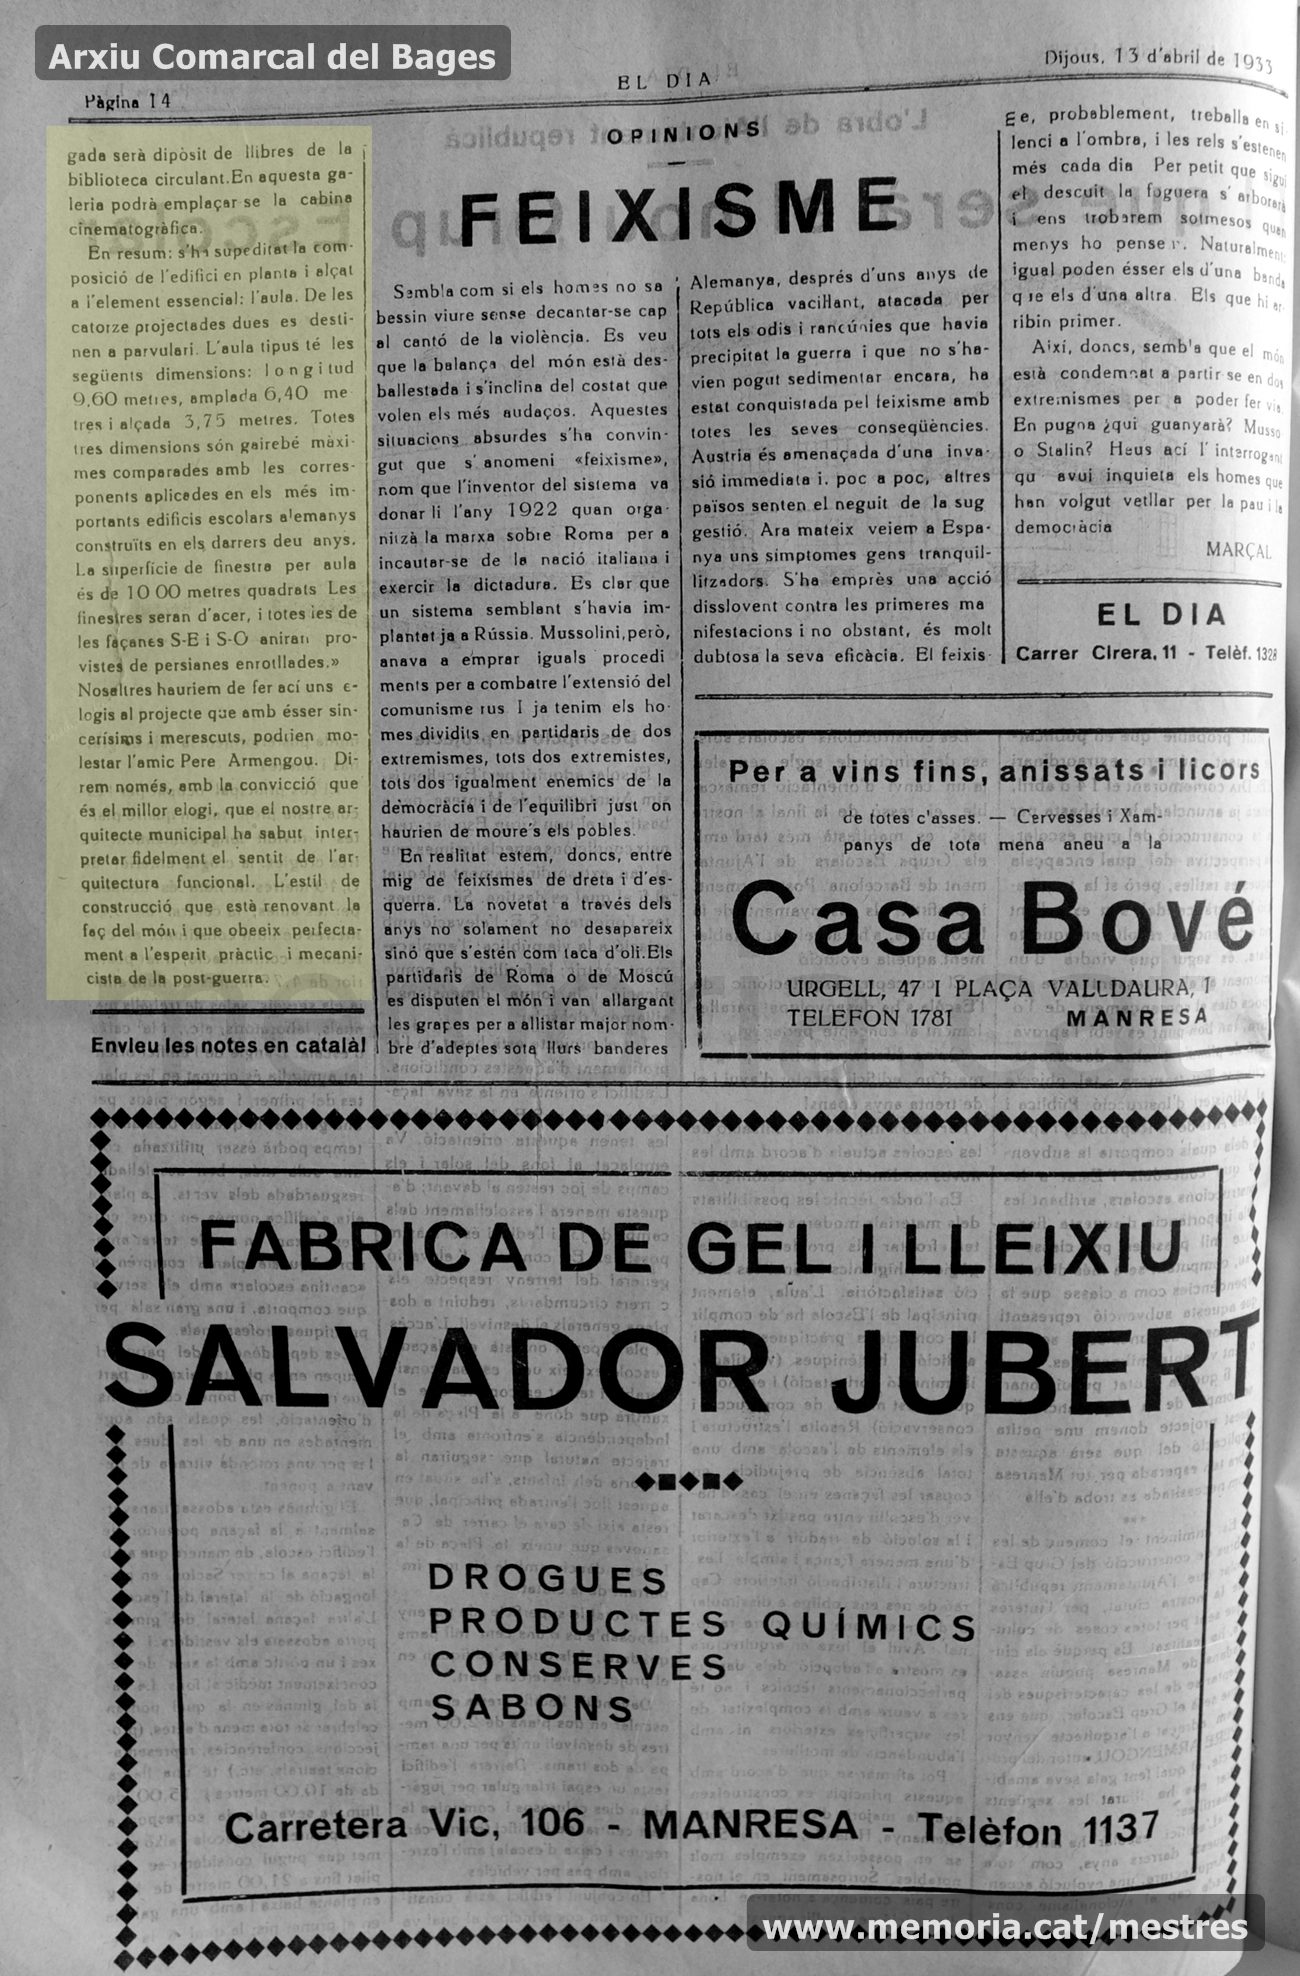 Arxiu Comarcal del Bages
Pàgina 14
EL DIA
Dijous, 13 d'abril de 1933
gada serà dipòsit de llibres de la
biblioteca circulant.En aquesta ga-
leria podrà emplaçar-se la cabina
cinematogràfica.
En resum: s'ha supeditat la com-
posició de l'edifici en planta i alçat
a l'element essencial: l'aula. De les
catorze projectades dues es desti-
nen a parvulari. L'aula tipus té les
següents dimensions: longitud
9,60 metres, amplada 6,40 me
tres i alçada 3,75 metres. Totes
tres dimensions són gairebé màxi-
mes comparades amb les corres-
ponents aplicades en els més im-
portants edificis escolars alemanys
construïts en els darrers deu anys.
La superfície de finestra per aula
és de 10 00 metres quadrats Les
finestres seran d'acer, i totes les de
les façanes S-E i S-O aniran pro-
vistes de persianes enrotllades.»
Nosaltres hauríem de fer ací uns e-
logis al projecte que amb ésser sin-
ceríssims i merescuts, podrien mo-
lestar l'amic Pere Armengou. Di-
rem només, amb la convicció que
és el millor elogi, que el nostre ar-
quitecte municipal ha sabut inter-
pretar fidelment el sentit de l'ar-
quitectura funcional. L'estil de
construcció que està renovant la
faç del món i que obeeix perfecta-
ment a l'esperit pràctic i mecani-
cista de la post-guerra.
Envieu les notes en català!
OPINIONS
FEIXISME
Sembla com si els homes no sa
bessin viure sense decantar-se cap
al cantó de la violència. Es veu
que la balança del món està des-
ballestada i s'inclina del costat que
volen els més audaços. Aquestes
situacions absurdes s'ha convin-
gut que s'anomeni «feixisme»,
nom que l'inventor del sistema va
donar li l'any 1922 quan orga-
nitzà la marxa sobre Roma per a
incautar-se de la nació italiana i
exercir la dictadura. Es clar que
un sistema semblant s'havia im-
plantat ja a Rússia. Mussolini,però,
anava a emprar iguals procedi
ments per a combatre l'extensió del
comunisme rus I ja tenim els ho-
mes dividits en partidaris de dos
extremismes, tots dos extremistes,
tots dos igualment enemics de la
democràcia i de l'equilibri just on
haurien de moure's els pobles.
En realitat estem, doncs, entre
mig de feixismes de dreta i d'es-
querra. La novetat a través dels
anys no solament no desapareix
sinó que s'estén com taca d'oli.Els
partidaris de Roma o de Moscú
es disputen el món i van allargant
les grapes per a allistar major nom-
bre d'adeptes sota llurs banderes
Alemanya, després d'uns anys de
República vacil·lant, atacada per
tots els odis i rancúnies que havia
precipitat la guerra i que no s'ha-
vien pogut sedimentar encara, ha
estat conquistada pel feixisme amb
totes les seves conseqüències.
Austria és amenaçada d'una inva-
sió immediata i, poc a poc, altres
països senten el neguit de la sug
gestió. Ara mateix veiem a Espa-
nya uns símptomes gens tranquil-
litzadors. S'ha emprès una acció
disslovent contra les primeres ma
nifestacions i no obstant, és molt
dubtosa la seva eficàcia. El feixis-
ge, probablement, treballa en si-
lenci a l'ombra, i les rels s'estenen
més cada dia Per petit que sigui
el descuit la foguera s'arborarà
i ens trobarem sotmesos quan
menys ho penser. Naturalment:
igual poden ésser els d'una banda
que els d'una altra. Els que hi ar-
ribin primer.
Així, doncs, sembla que el món
està condemnat a partir-se en dos
extremismes per a poder fer via.
En pugna ¿qui guanyarà? Musso
o Stalin? Heus ací l'interrogant
qu avui inquieta els homes que
han volgut vetllar per la pau i la
democràcia
MARÇAL
EL DIA
Carrer Cirera, 11 - Telèf. 1328
Per a vins fins, anissats i licors
de totes c'asses. — Cervesses i Xam-
panys de tota mena aneu a la
Casa Bové
URGELL, 47 I PLAÇA VALLDAURA, 1
TELEFON 1781 MANRESA
FABRICA DE GEL I LLEIXIU
SALVADOR JUBERT
DROGUES
PRODUCTES QUÍMICS
CONSERVES
SABONS
Carretera Vic, 106 - MANRESA - Telèfon 1137
www.memoria.cat/mestres